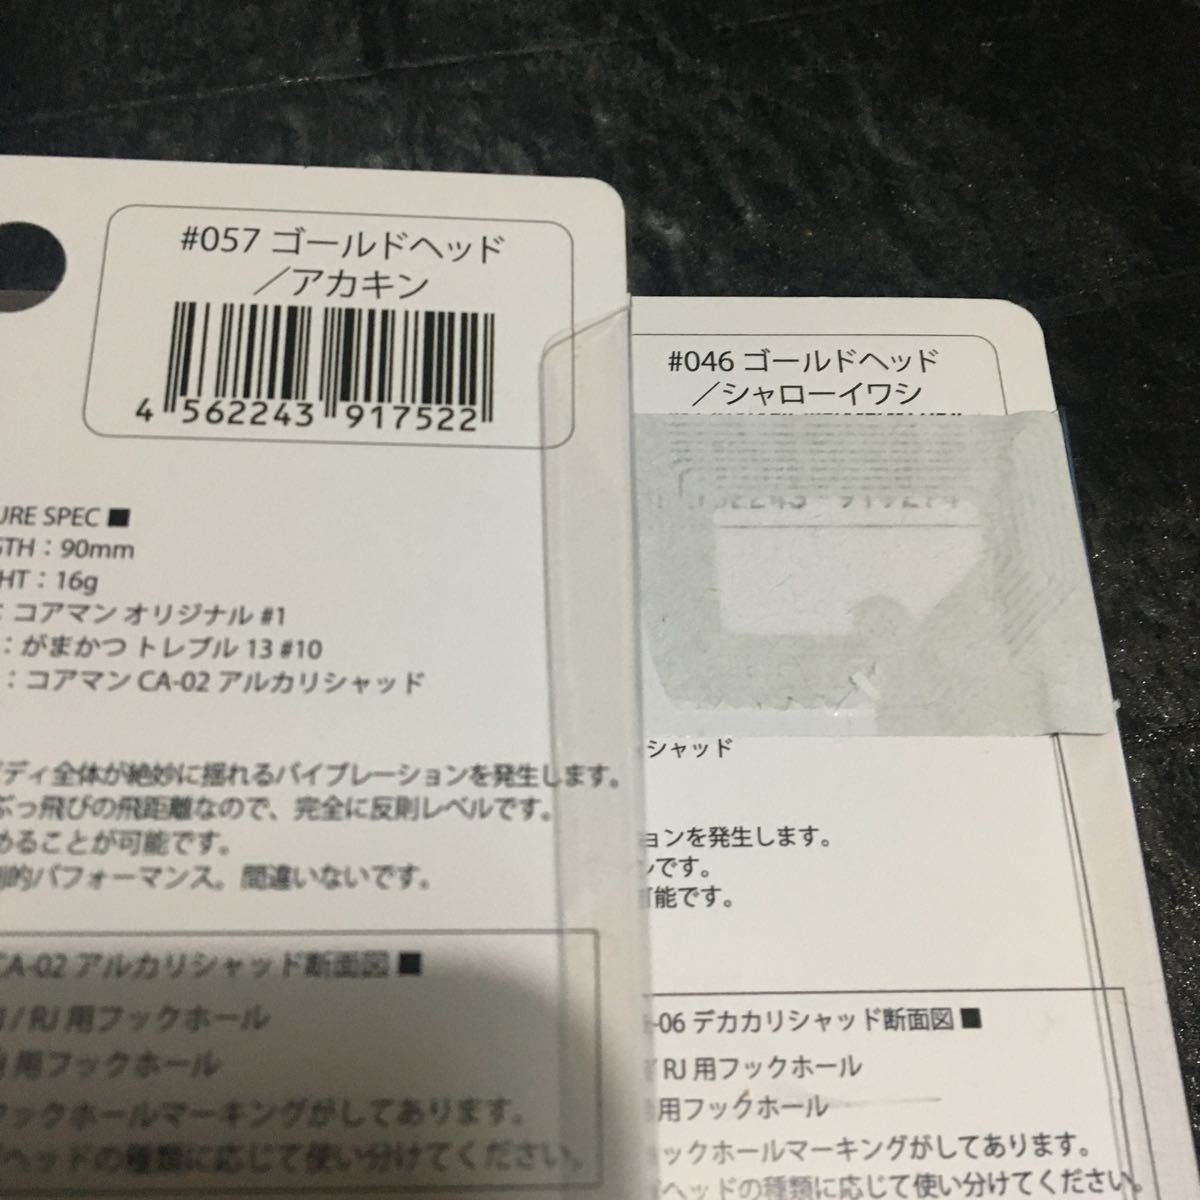 #057 ゴールドヘッド
／アカキン
4 562243 917522
URE SPEC ■
GTH：90mm
HT：16g
：コアマン オリジナル #1
：がまかつ トレブル 13 #10
：コアマン CA-02 アルカリシャッド
ディ全体が絶妙に揺れるバイブレーションを発生します。
ぶっ飛びの飛距離なので、完全に反則レベルです。
めることが可能です。
的パフォーマンス。間違いないです。
CA-02 アルカリシャッド断面図 ■
/ RJ 用フックホール
用フックホール
フックホールマーキングがしてあります。
ヘッドの種類に応じて使い分けてください。
#046 ゴールドヘッド
／シャローイワシ
シャッド
ョンを発生します。
ルです。
可能です。
-06 デカカリシャッド断面図 ■
RJ 用フックホール
用フックホール
ックホールマーキングがしてあります。
ヘッドの種類に応じて使い分けてください。